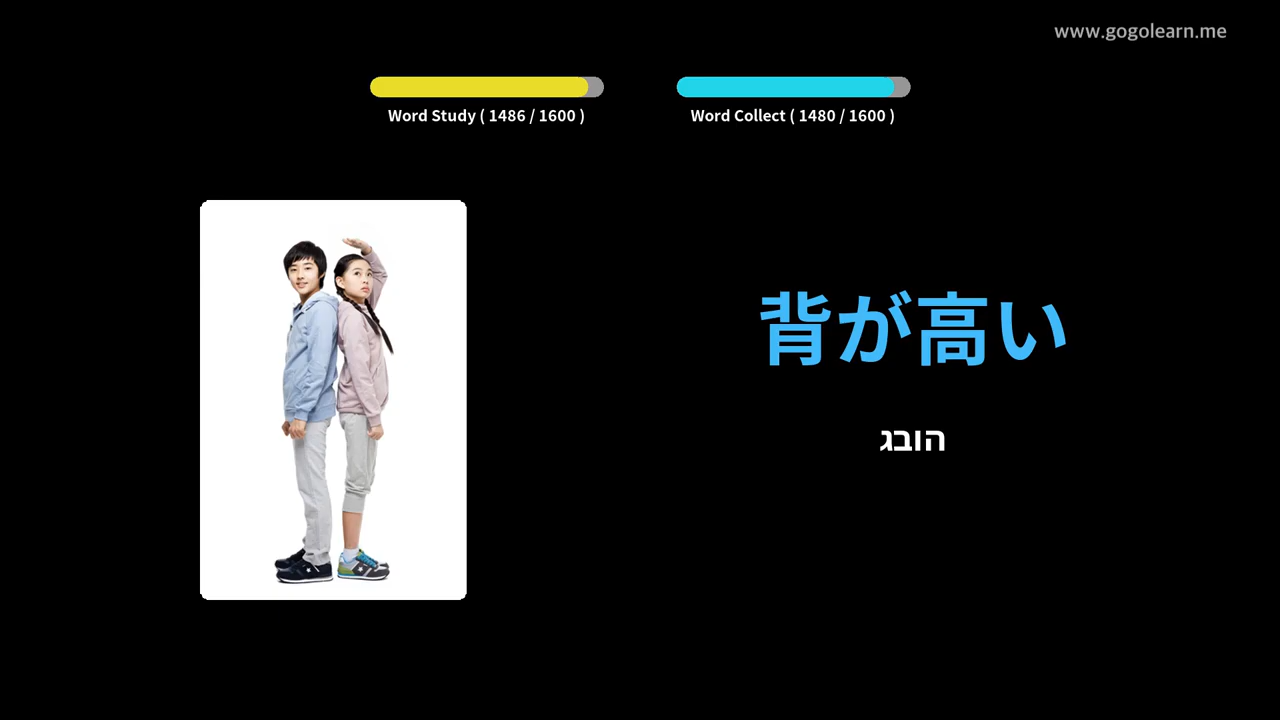 www.gogolearn.me
Word Study ( 1486 / 1600 )
Word Collect ( 1480 / 1600 )
背が高い
הובג